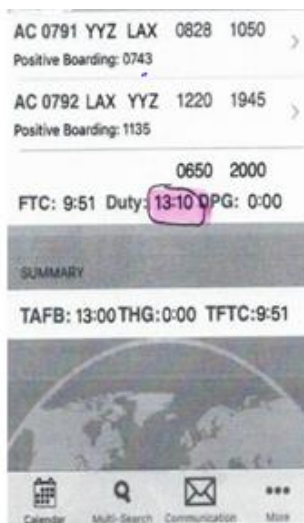 AC 0791 YYZ LAX 0828 1050
Positive Boarding: 0743
AC 0792 LAX YYZ 1220 1945
Positive Boarding: 1135
0650 2000
FTC: 9:51 Duty: 13:10 DPG: 0:00
SUMMARY
TAFB: 13:00 THG:0:00 TFTC:9:51
Calendar Multi-Search Communication More